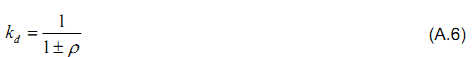 k_d = 1 / (1 ± ρ) (A.6)